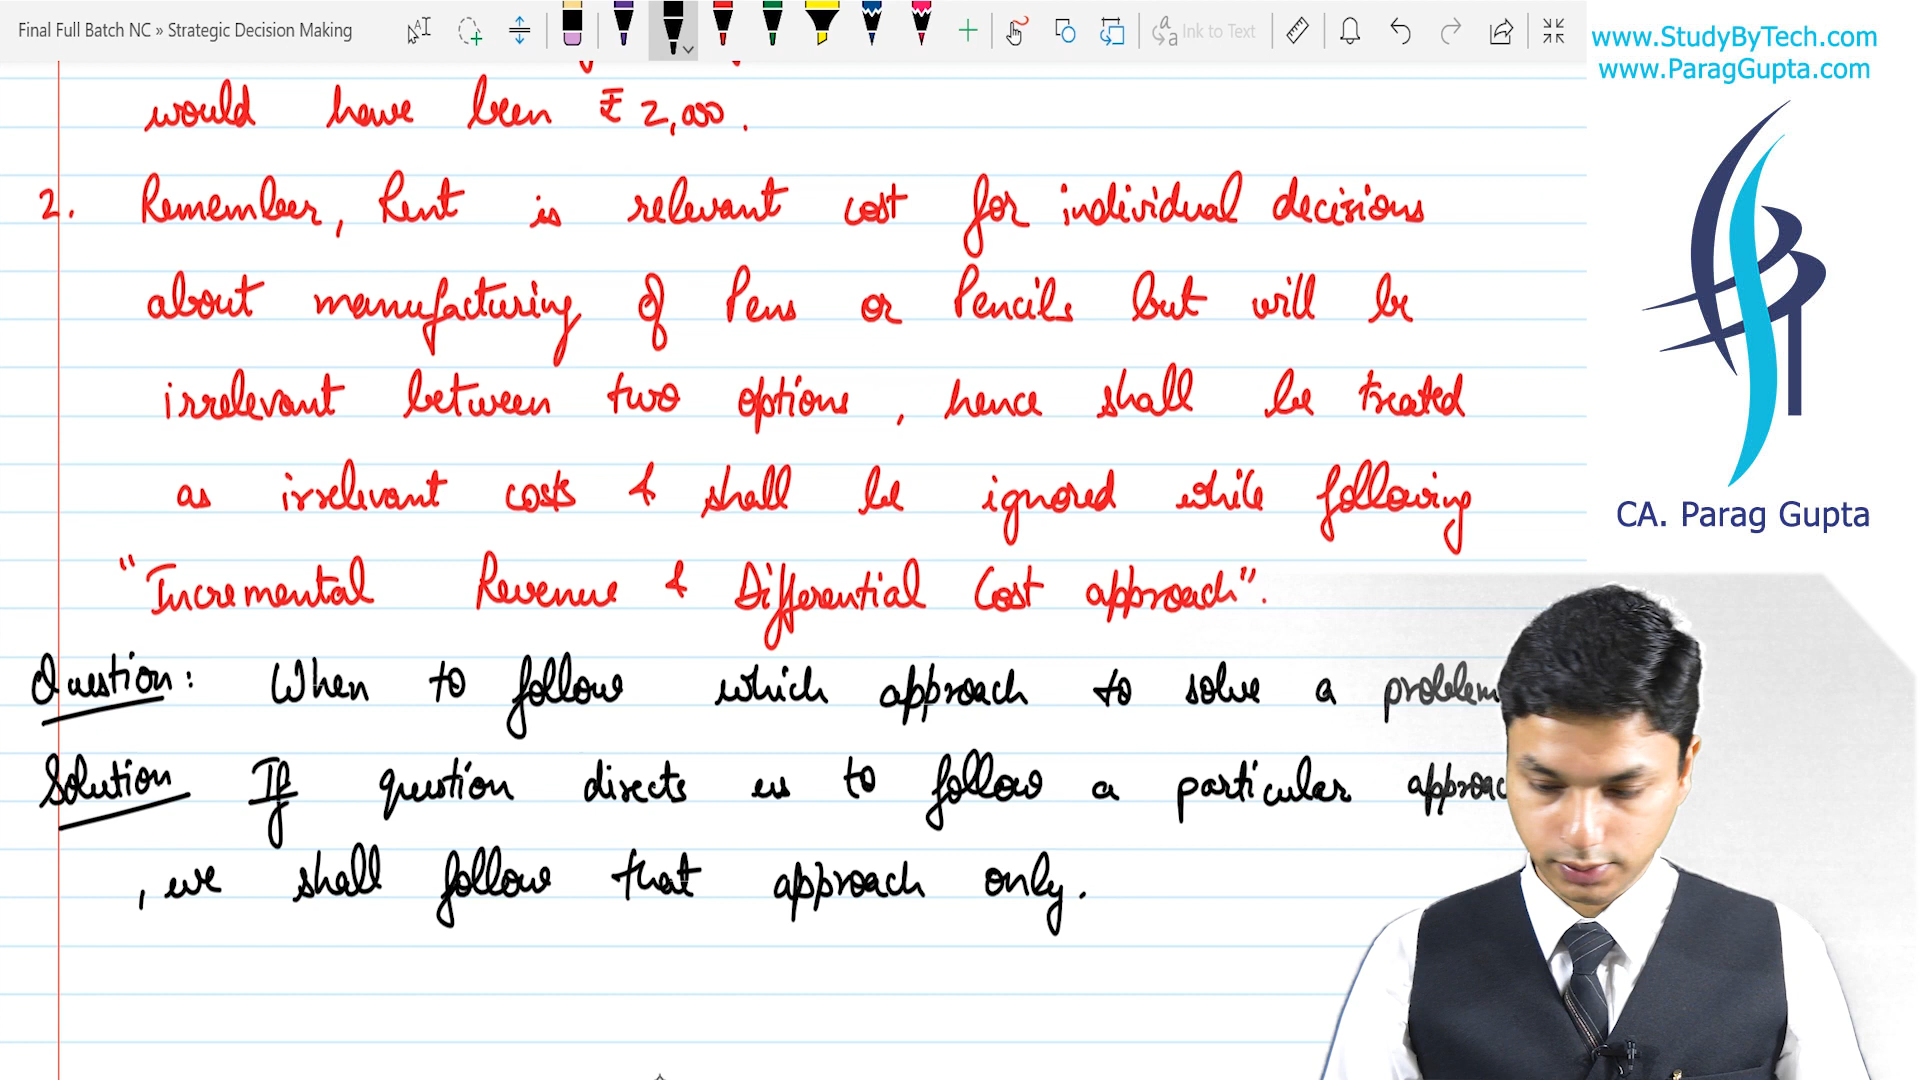 Final Full Batch NC » Strategic Decision Making
Ink to Text
www.StudyByTech.com
www.ParagGupta.com
would have been ₹ 2,000.
2. Remember, Rent is relevant cost for individual decisions
about manufacturing of Pens or Pencils but will be
irrelevant between two options, hence shall be treated
as irrelevant costs & shall be ignored while following
"Incremental Revenue & Differential Cost approach".
CA. Parag Gupta
Question: When to follow which approach to solve a problem
Solution If question directs us to follow a particular approac
, we shall follow that approach only.